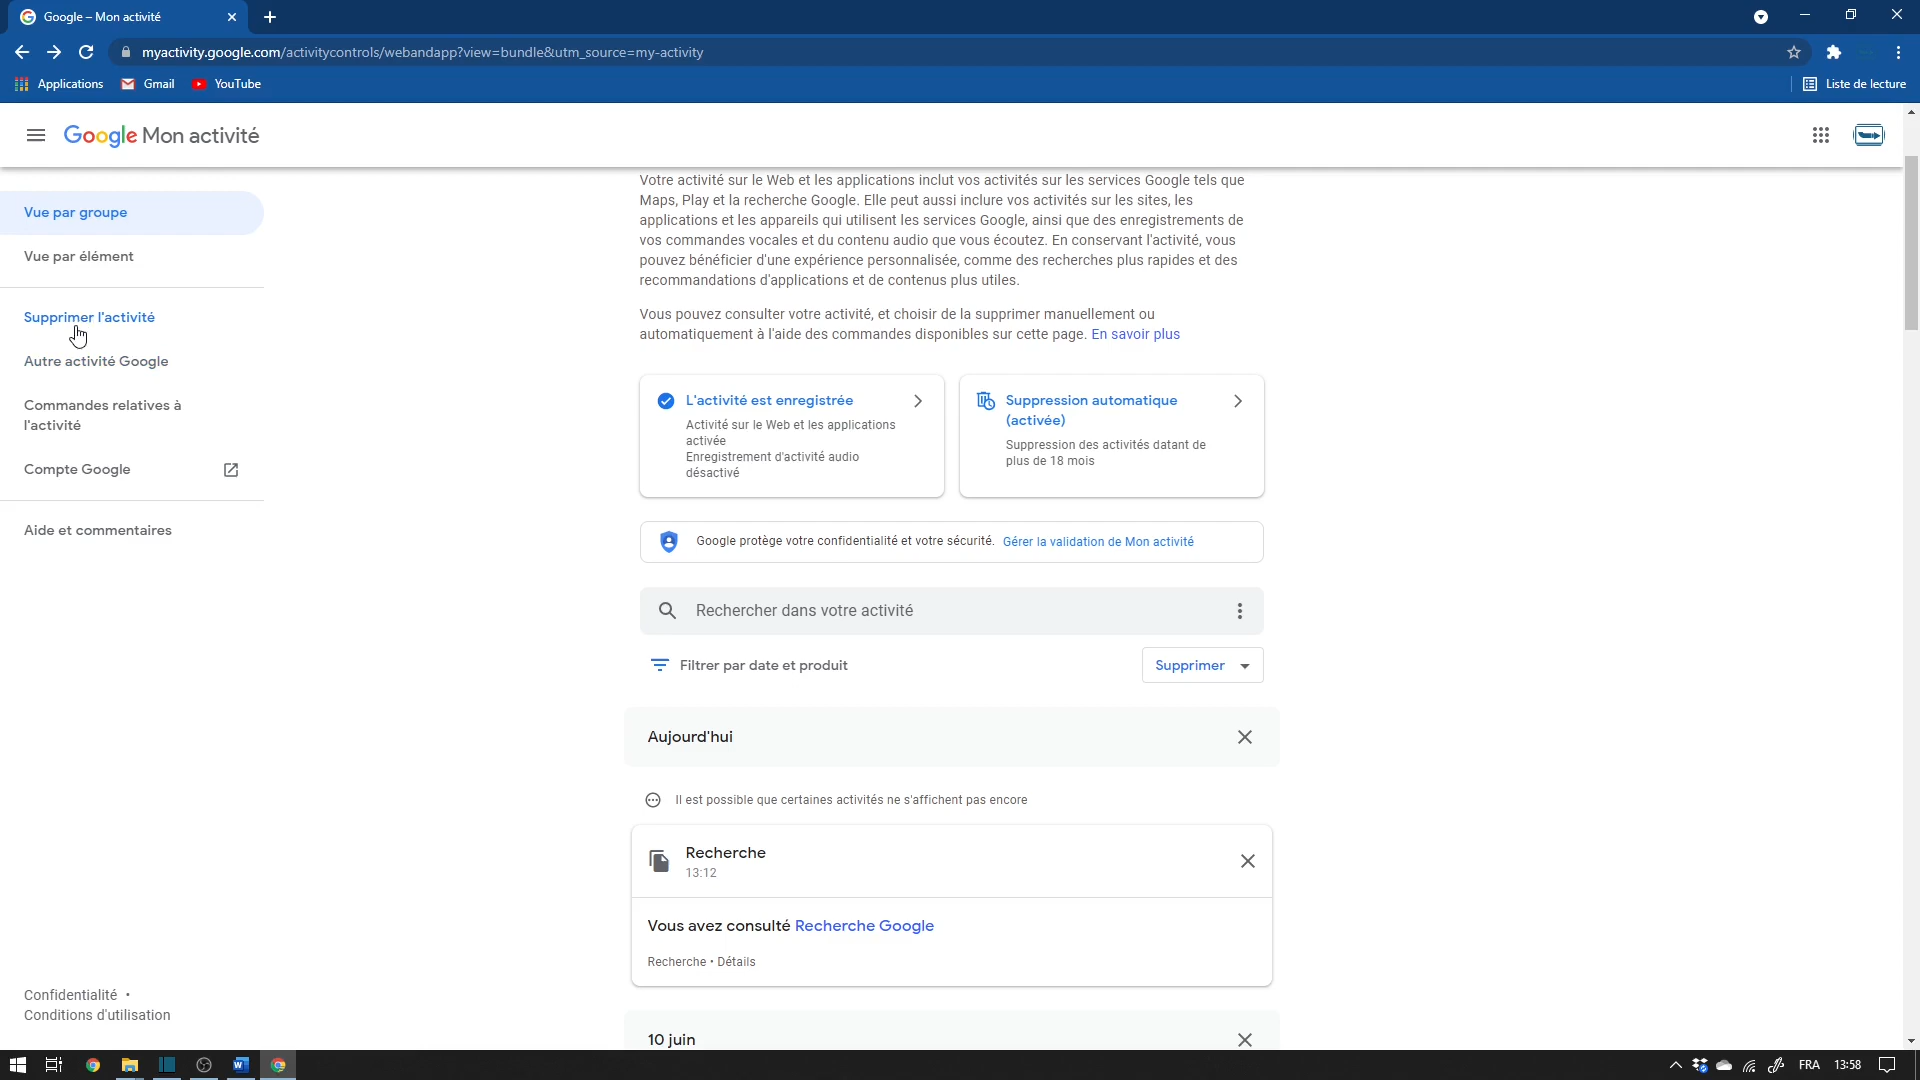 Google – Mon activité
myactivity.google.com/activitycontrols/webandapp?view=bundle&utm_source=my-activity
Applications
Gmail
YouTube
Liste de lecture
Google Mon activité
Vue par groupe
Vue par élément
Supprimer l'activité
Autre activité Google
Commandes relatives à
l'activité
Compte Google
Aide et commentaires
Confidentialité •
Conditions d'utilisation
Votre activité sur le Web et les applications inclut vos activités sur les services Google tels que
Maps, Play et la recherche Google. Elle peut aussi inclure vos activités sur les sites, les
applications et les appareils qui utilisent les services Google, ainsi que des enregistrements de
vos commandes vocales et du contenu audio que vous écoutez. En conservant l'activité, vous
pouvez bénéficier d'une expérience personnalisée, comme des recherches plus rapides et des
recommandations d'applications et de contenus plus utiles.
Vous pouvez consulter votre activité, et choisir de la supprimer manuellement ou
automatiquement à l'aide des commandes disponibles sur cette page. En savoir plus
L'activité est enregistrée
Activité sur le Web et les applications
activée
Enregistrement d'activité audio
désactivé
Suppression automatique
(activée)
Suppression des activités datant de
plus de 18 mois
Google protège votre confidentialité et votre sécurité. Gérer la validation de Mon activité
Rechercher dans votre activité
Filtrer par date et produit
Supprimer
Aujourd'hui
Il est possible que certaines activités ne s'affichent pas encore
Recherche
13:12
Vous avez consulté Recherche Google
Recherche • Détails
10 juin
FRA
13:58